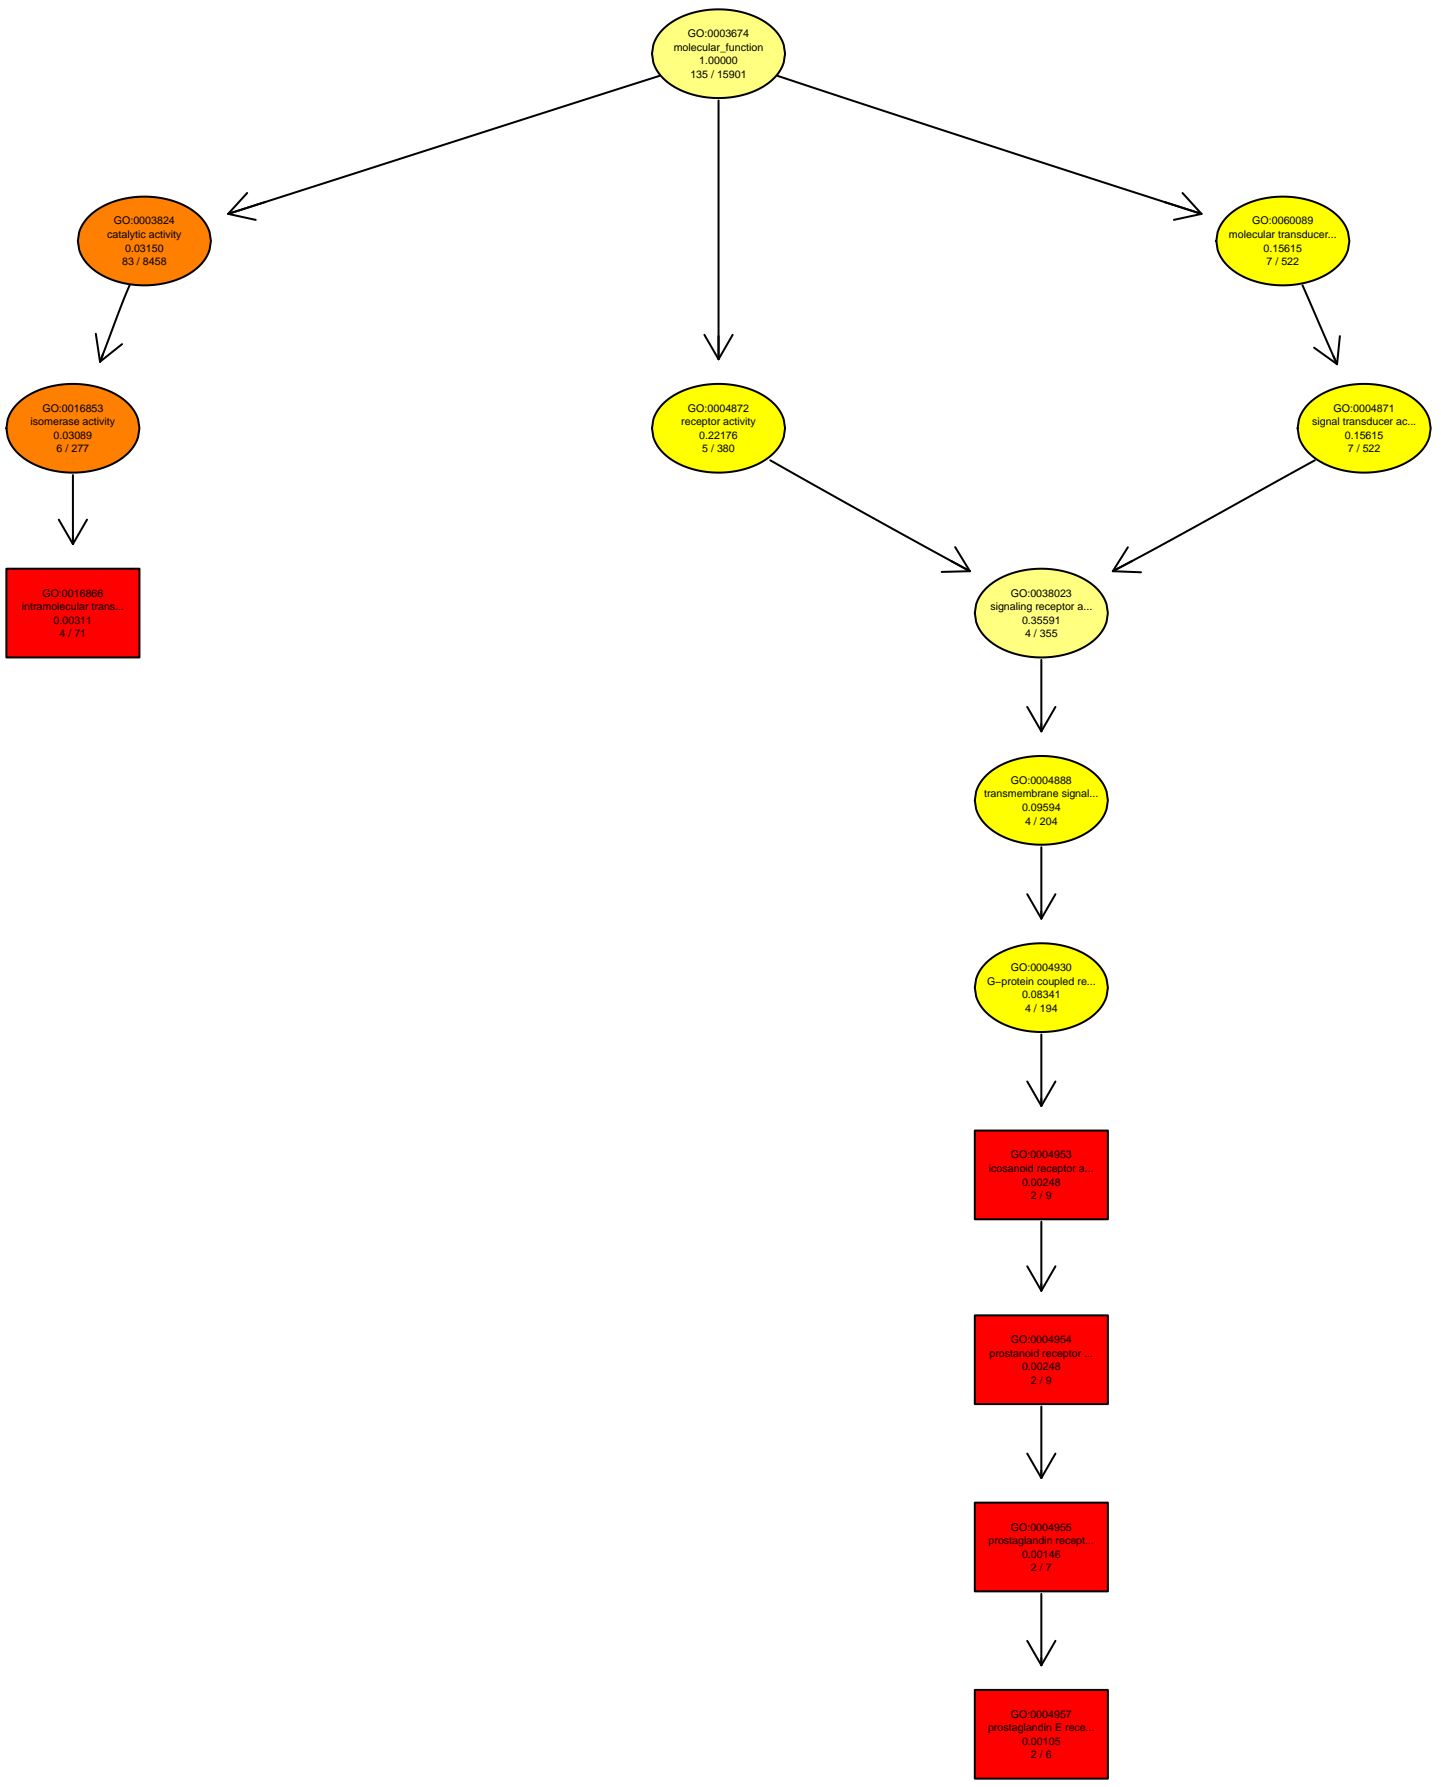 GO:0003674
molecular_function
1.00000
135 / 15901
GO:0003824
catalytic activity
0.03150
83 / 8458
GO:0060089
molecular transducer...
0.15615
7 / 522
GO:0016853
isomerase activity
0.03089
6 / 277
GO:0004872
receptor activity
0.22176
5 / 380
GO:0004871
signal transducer ac...
0.15615
7 / 522
GO:0016866
intramolecular trans...
0.00311
4 / 71
GO:0038023
signaling receptor a...
0.35591
4 / 355
GO:0004888
transmembrane signal...
0.09594
4 / 204
GO:0004930
G−protein coupled re...
0.08341
4 / 194
GO:0004953
icosanoid receptor a...
0.00248
2 / 9
GO:0004954
prostanoid receptor ...
0.00248
2 / 9
GO:0004955
prostaglandin recept...
0.00146
2 / 7
GO:0004957
prostaglandin E rece...
0.00105
2 / 6